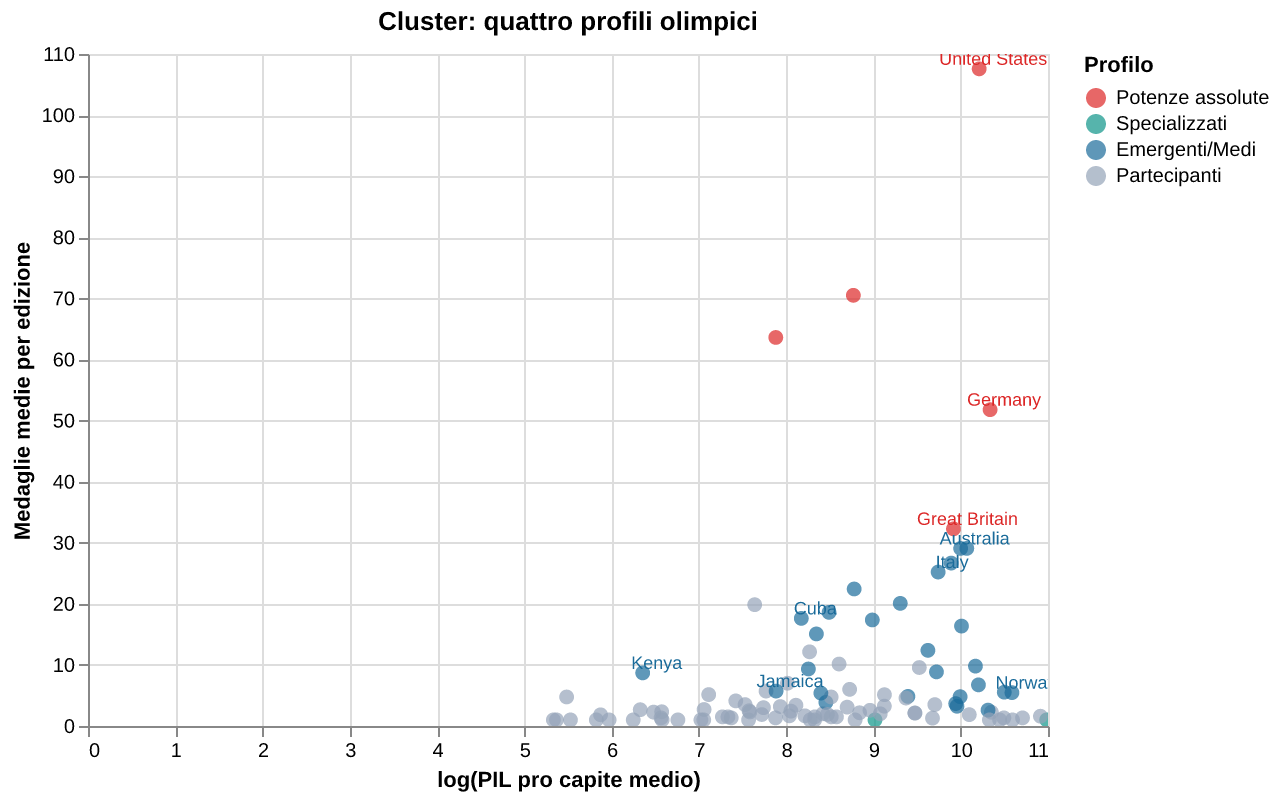 Cluster: quattro profili olimpici
Profilo
Potenze assolute
Specializzati
Emergenti/Medi
Partecipanti
Medaglie medie per edizione
110
100
90
80
70
60
50
40
30
20
10
0
United States
Germany
Great Britain
Australia
Italy
Cuba
Kenya
Jamaica
Norwa
0 1 2 3 4 5 6 7 8 9 10 11
log(PIL pro capite medio)